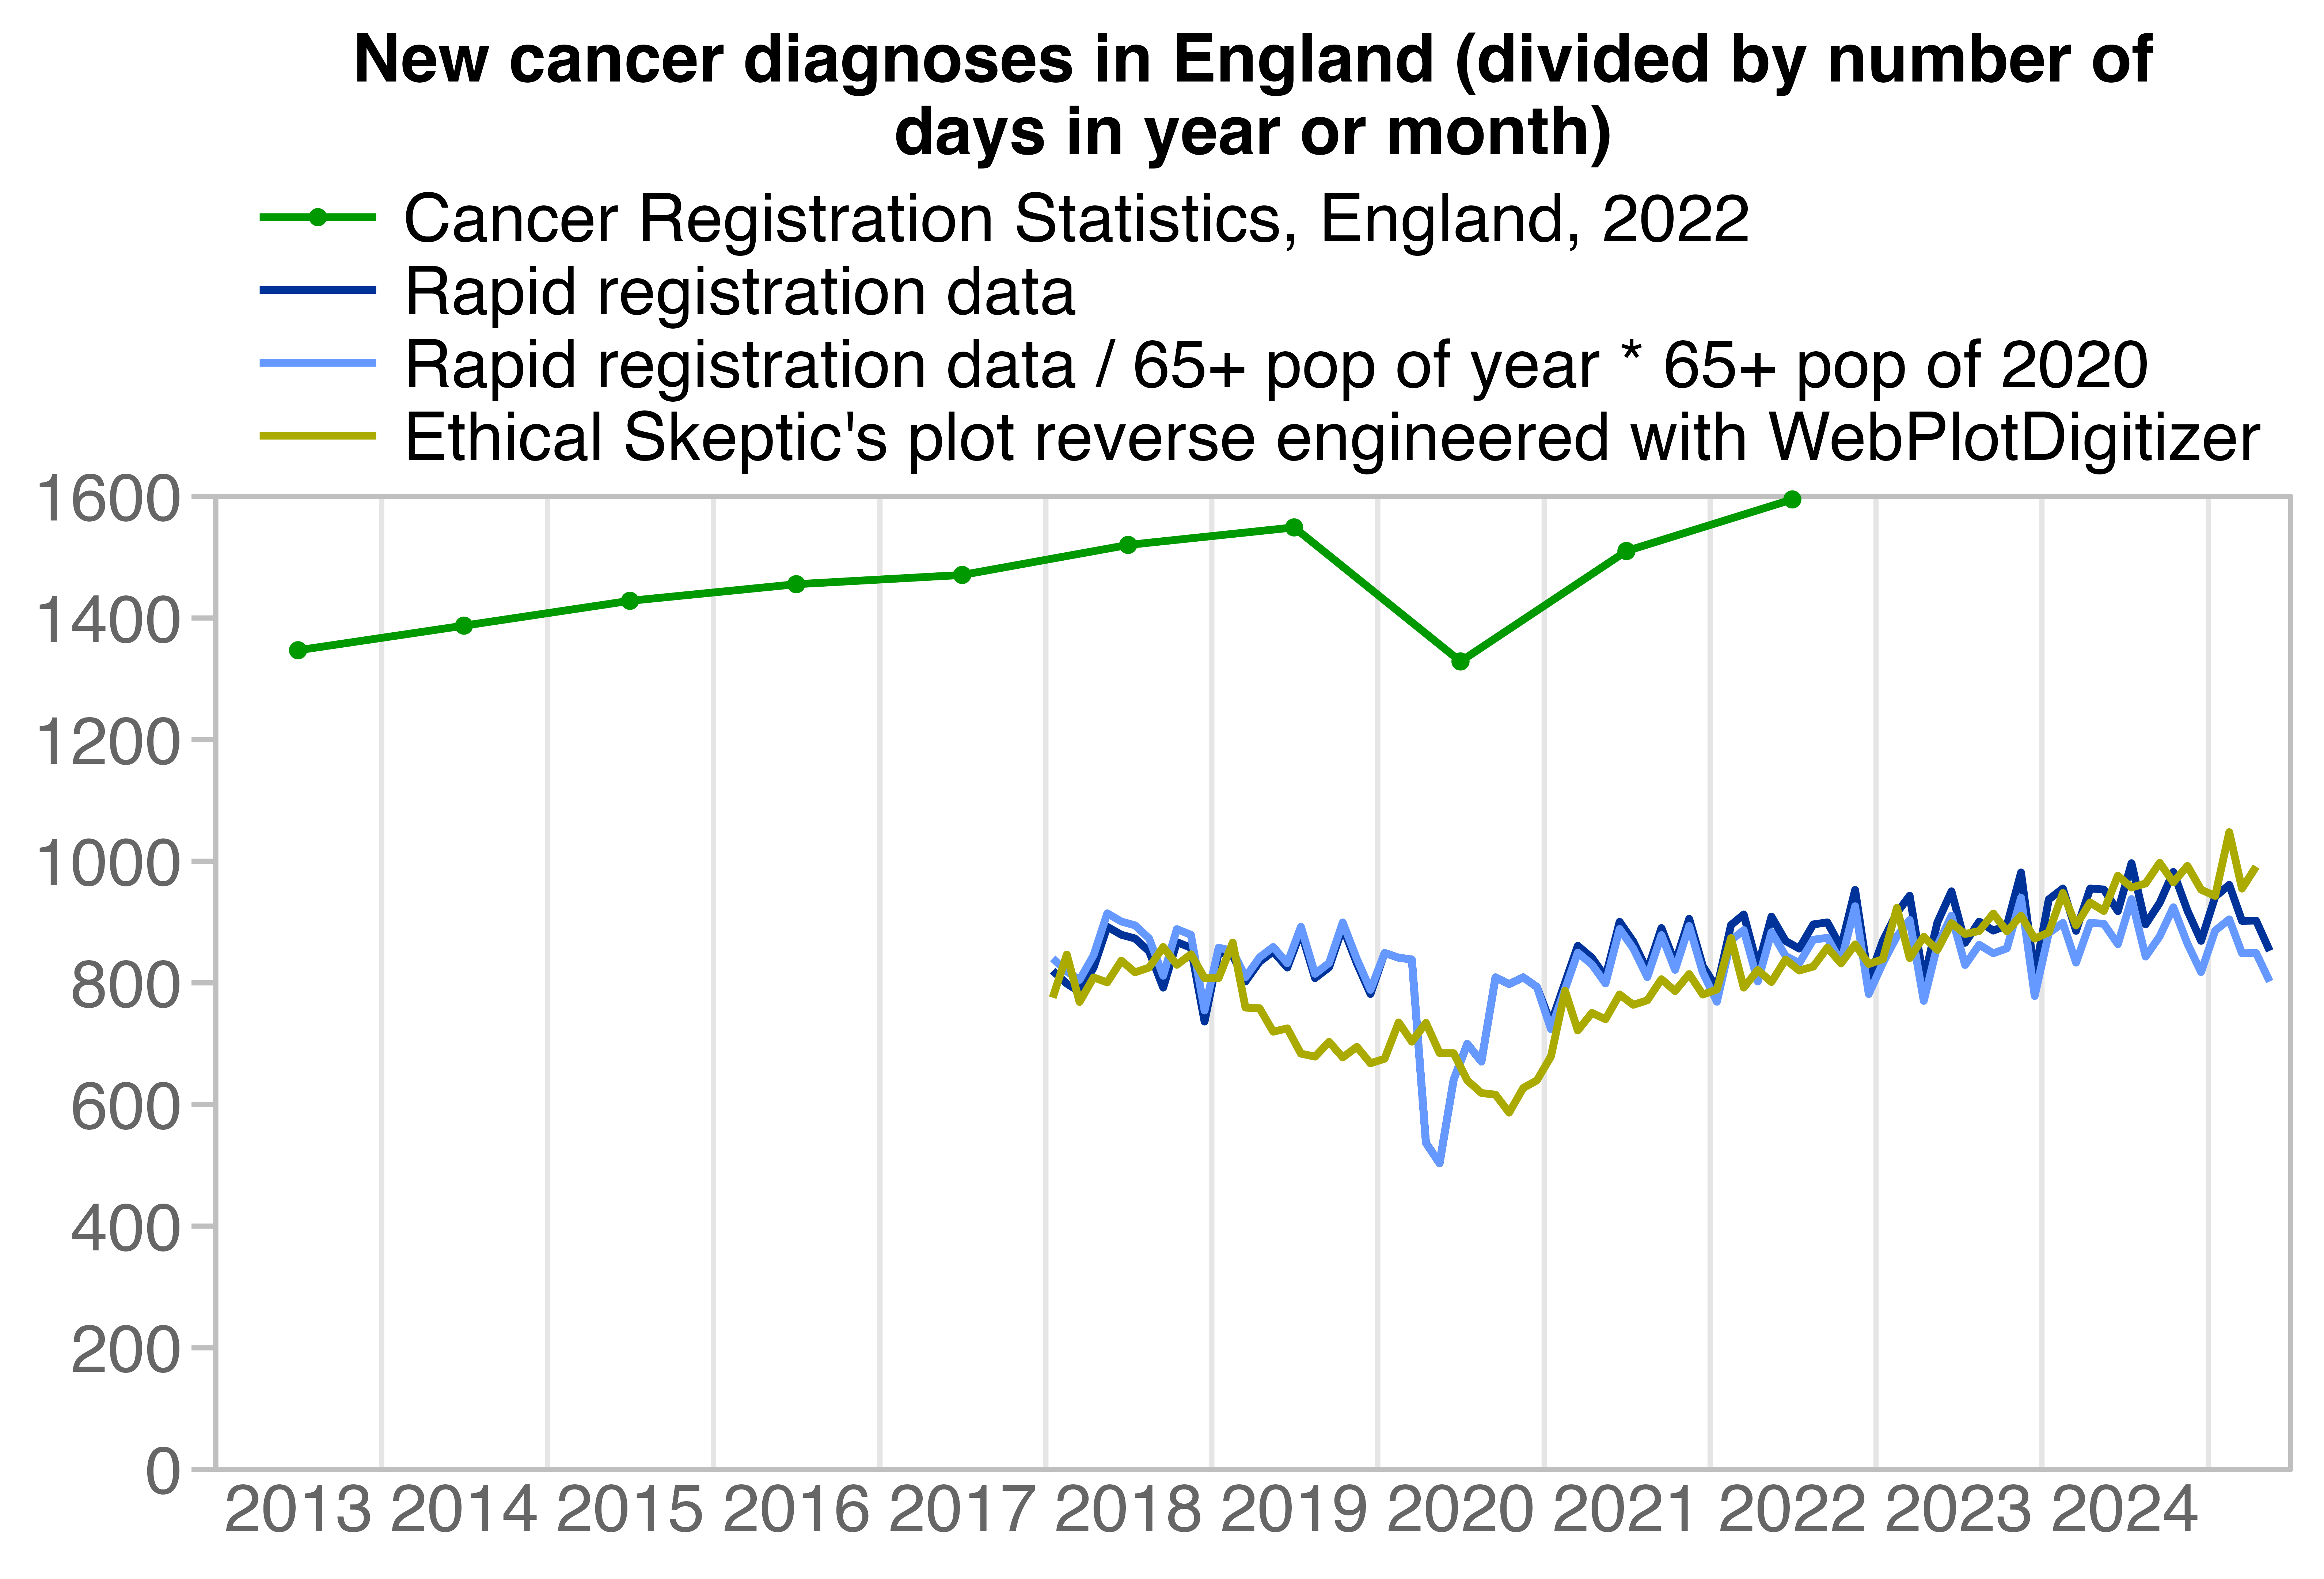 New cancer diagnoses in England (divided by number of
days in year or month)
Cancer Registration Statistics, England, 2022
Rapid registration data
Rapid registration data / 65+ pop of year * 65+ pop of 2020
Ethical Skeptic's plot reverse engineered with WebPlotDigitizer
1600
1400
1200
1000
800
600
400
200
0
2013 2014 2015 2016 2017 2018 2019 2020 2021 2022 2023 2024